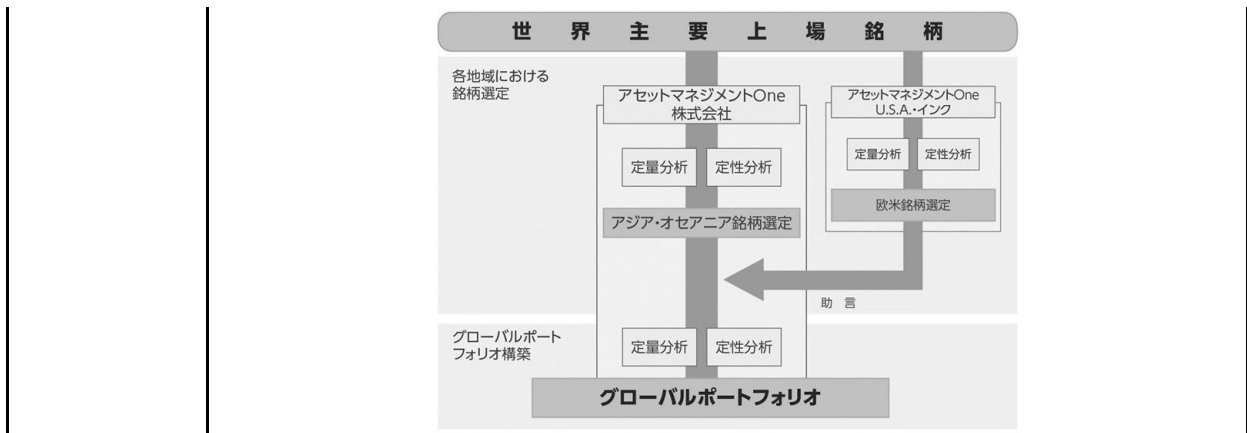 世界主要上場銘柄
各地域における
銘柄選定
アセットマネジメントOne
株式会社
定量分析
定性分析
アジア・オセアニア銘柄選定
アセットマネジメントOne
U.S.A.・インク
定量分析
定性分析
欧米銘柄選定
助 言
グローバルポート
フォリオ構築
定量分析
定性分析
グローバルポートフォリオ